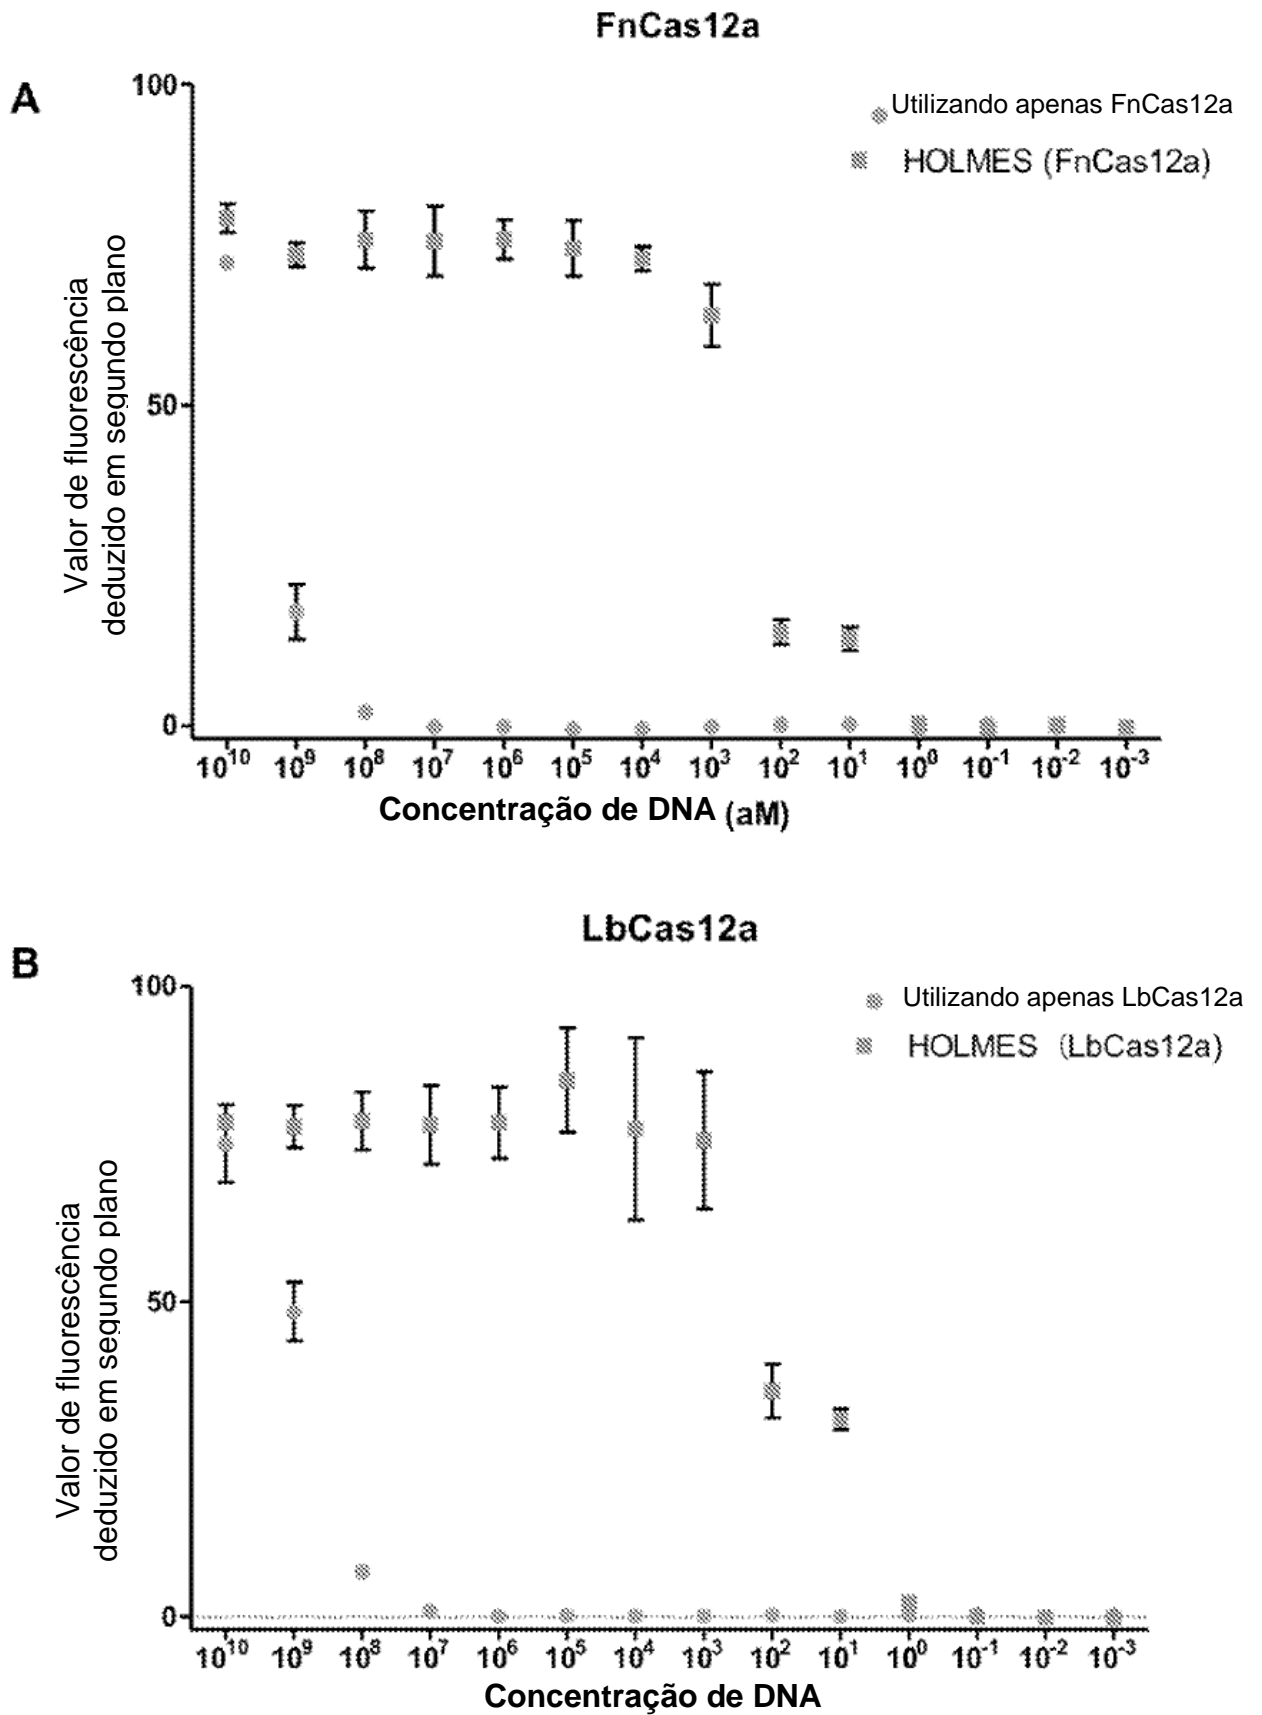 FnCas12a
A
100
50
0
Utilizando apenas FnCas12a
HOLMES (FnCas12a)
Valor de fluorescência
deduzido em segundo plano
10¹⁰ 10⁹ 10⁸ 10⁷ 10⁶ 10⁵ 10⁴ 10³ 10² 10¹ 10⁰ 10⁻¹ 10⁻² 10⁻³
Concentração de DNA (aM)
LbCas12a
B
100
50
0
Utilizando apenas LbCas12a
HOLMES (LbCas12a)
Valor de fluorescência
deduzido em segundo plano
10¹⁰ 10⁹ 10⁸ 10⁷ 10⁶ 10⁵ 10⁴ 10³ 10² 10¹ 10⁰ 10⁻¹ 10⁻² 10⁻³
Concentração de DNA